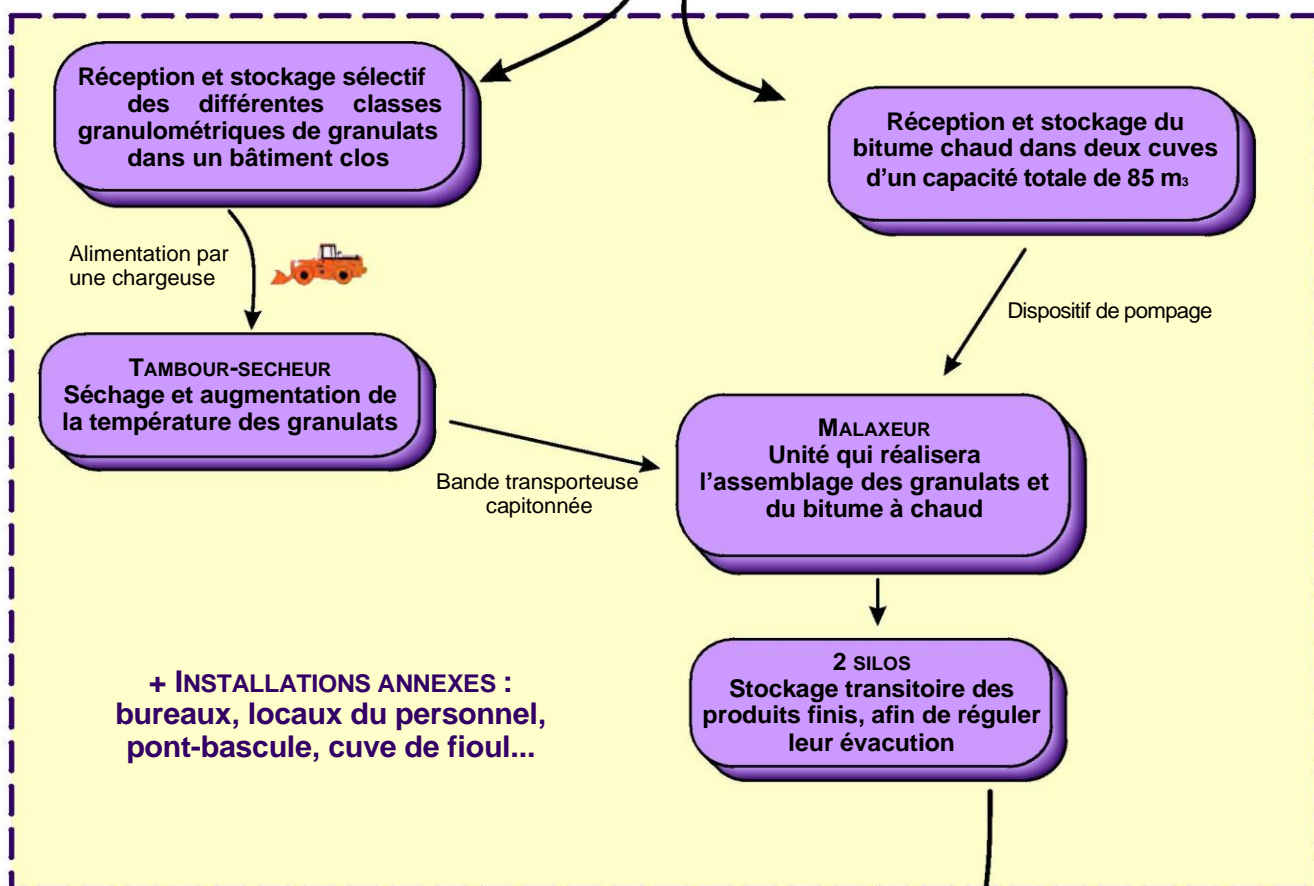 Réception et stockage sélectif
des différentes classes
granulométriques de granulats
dans un bâtiment clos
Réception et stockage du
bitume chaud dans deux cuves
d’un capacité totale de 85 m₃
Alimentation par
une chargeuse
Dispositif de pompage
TAMBOUR-SECHEUR
Séchage et augmentation de
la température des granulats
Bande transporteuse
capitonnée
MALAXEUR
Unité qui réalisera
l’assemblage des granulats et
du bitume à chaud
2 SILOS
Stockage transitoire des
produits finis, afin de réguler
leur évacution
+ INSTALLATIONS ANNEXES :
bureaux, locaux du personnel,
pont-bascule, cuve de fioul...